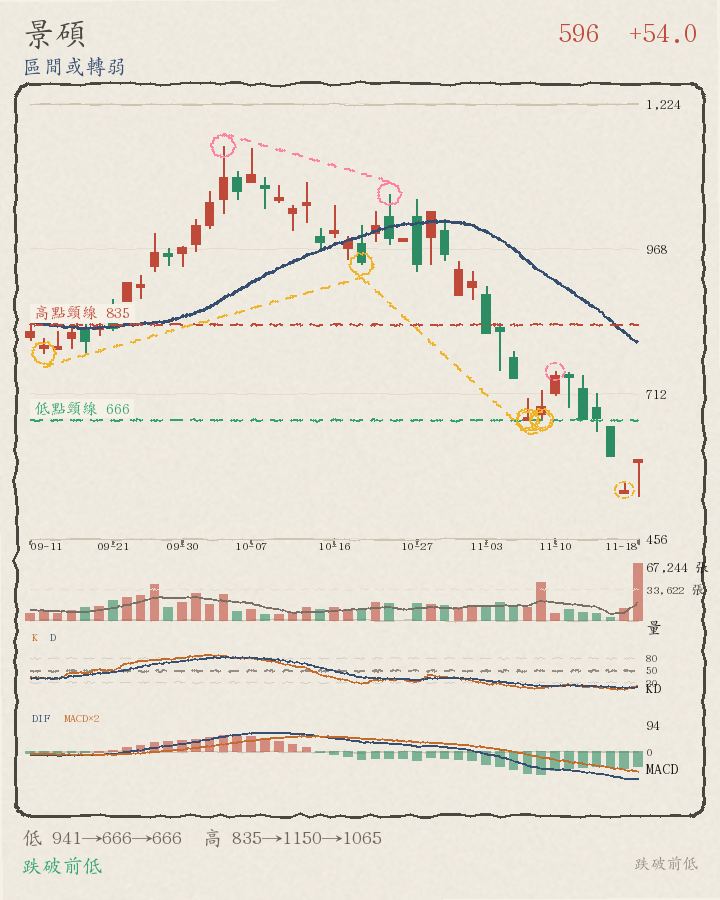 景碩
596 +54.0
區間或轉弱
1,224
968
高點頸線 835
712
低點頸線 666
456
09-11 09-21 09-30 10-07 10-16 10-27 11-03 11-10 11-18
67,244 張
33,622 張
量
K D
80
50
20
KD
DIF MACD×2
94
0
MACD
低 941→666→666 高 835→1150→1065
跌破前低
跌破前低